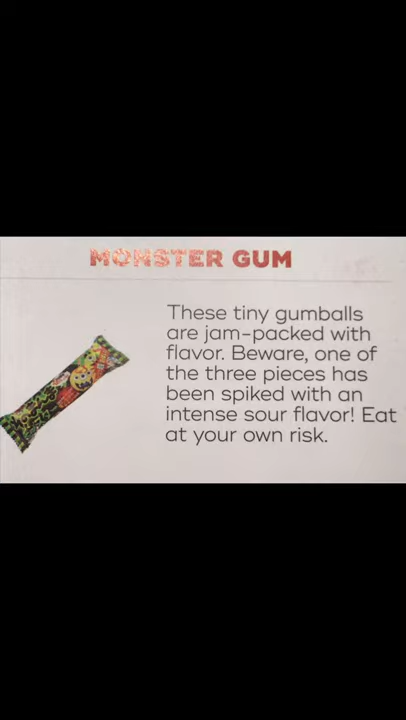 MONSTER GUM
These tiny gumballs
are jam-packed with
flavor. Beware, one of
the three pieces has
been spiked with an
intense sour flavor! Eat
at your own risk.